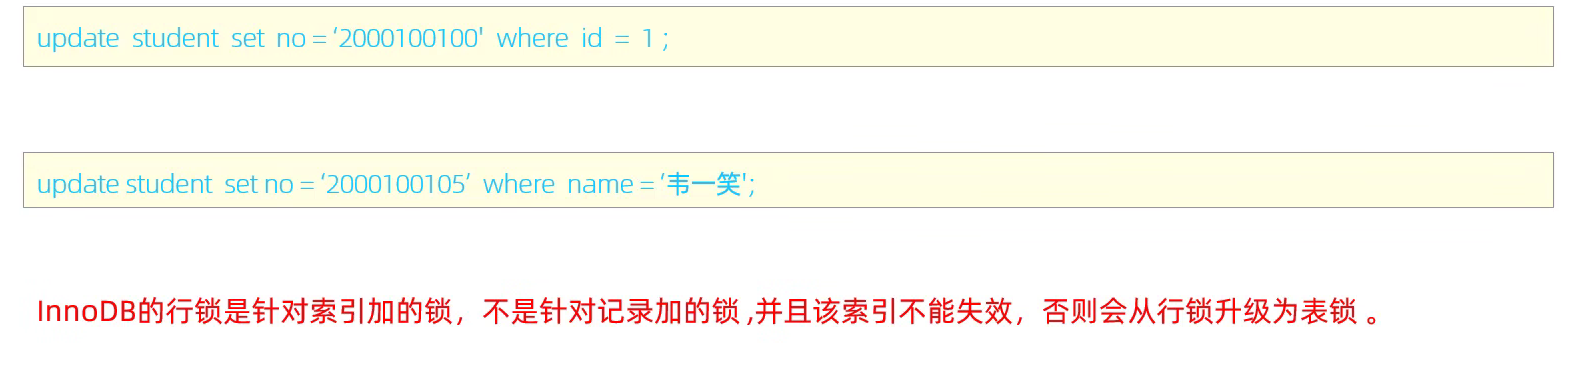 update student set no = ‘2000100100' where id = 1 ;
update student set no = ‘2000100105’ where name = ‘韦一笑';
InnoDB的行锁是针对索引加的锁，不是针对记录加的锁 ,并且该索引不能失效，否则会从行锁升级为表锁 。